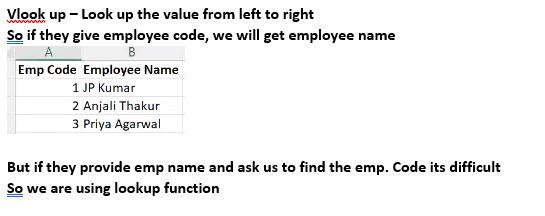 Vlook up – Look up the value from left to right
So if they give employee code, we will get employee name
A B
Emp Code Employee Name
1 JP Kumar
2 Anjali Thakur
3 Priya Agarwal
But if they provide emp name and ask us to find the emp. Code its difficult
So we are using lookup function